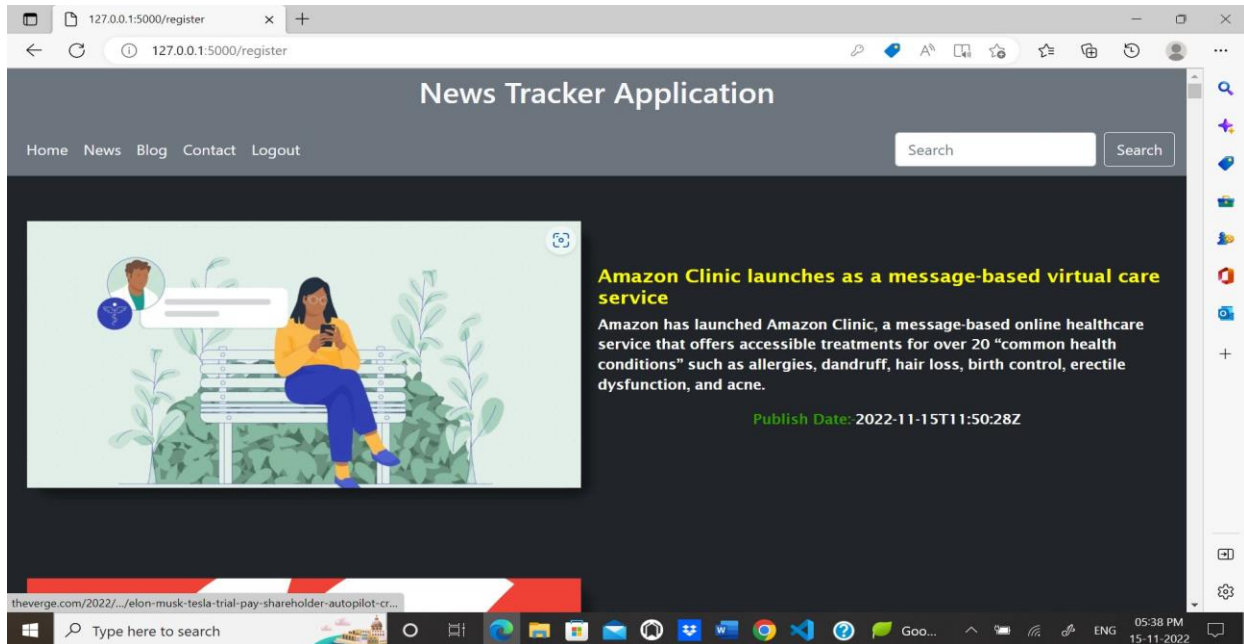 127.0.0.1:5000/register
127.0.0.1:5000/register
News Tracker Application
Home News Blog Contact Logout
Search
Search
Amazon Clinic launches as a message-based virtual care
service
Amazon has launched Amazon Clinic, a message-based online healthcare
service that offers accessible treatments for over 20 “common health
conditions” such as allergies, dandruff, hair loss, birth control, erectile
dysfunction, and acne.
Publish Date:-2022-11-15T11:50:28Z
theverge.com/2022/.../elon-musk-tesla-trial-pay-shareholder-autopilot-cr...
Type here to search
Goo...
ENG
05:38 PM
15-11-2022